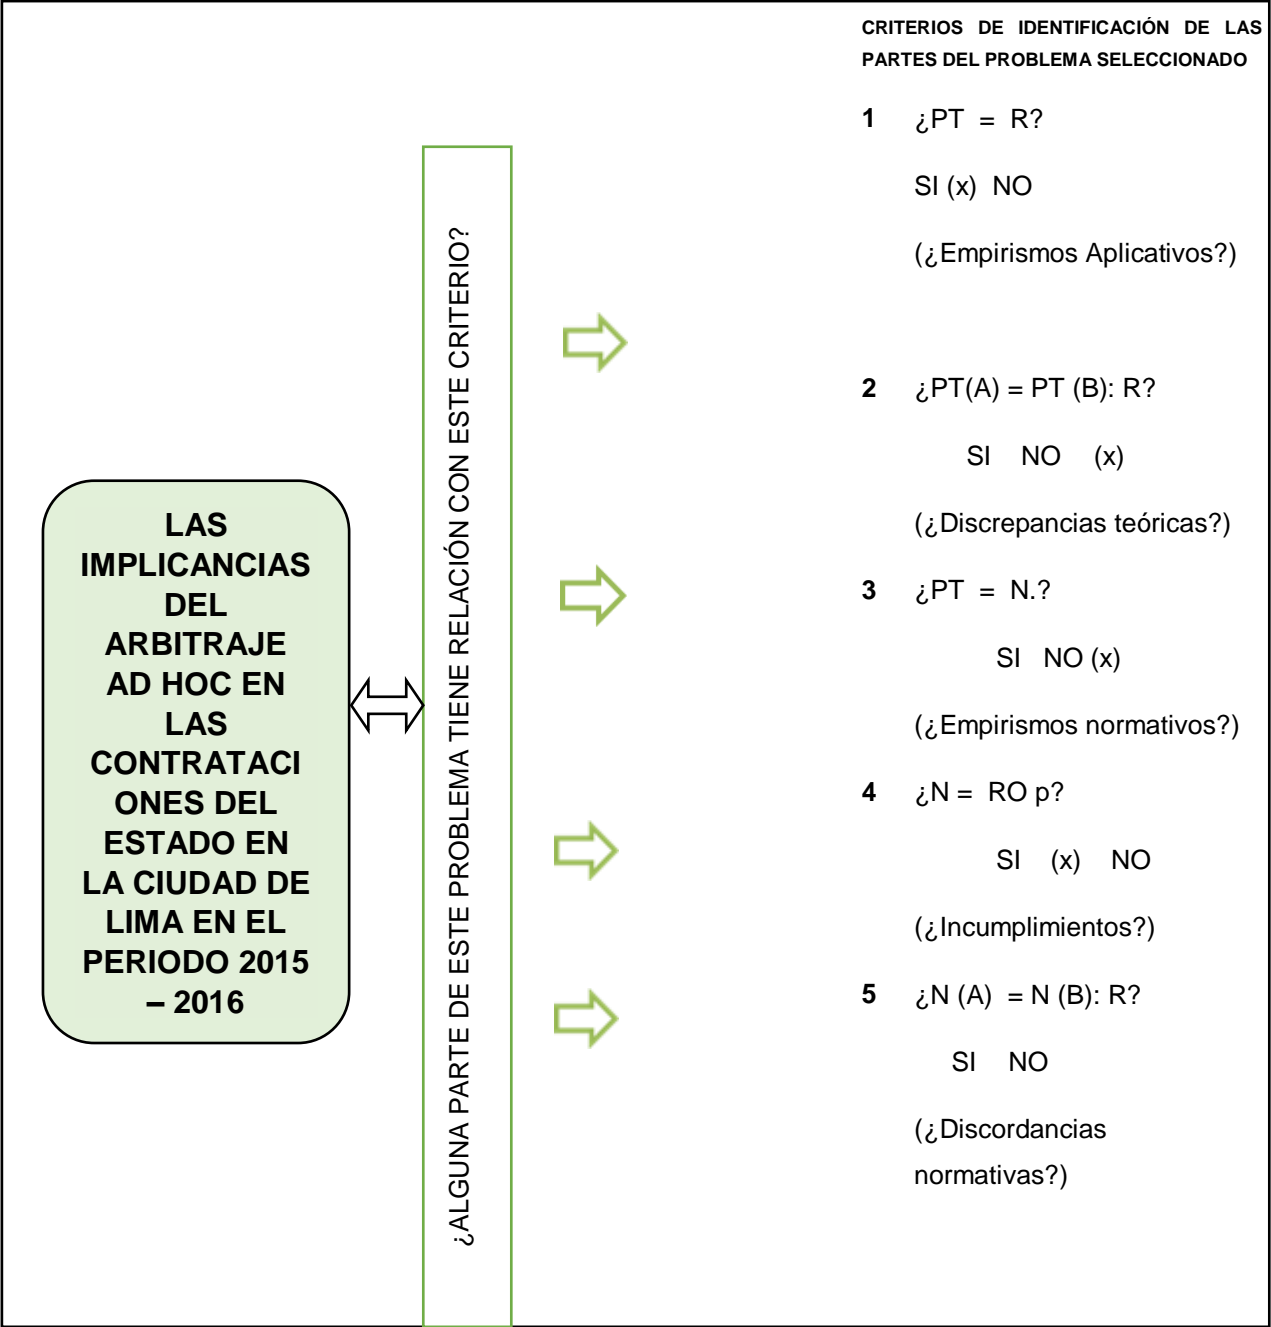 LAS
IMPLICANCIAS
DEL
ARBITRAJE
AD HOC EN
LAS
CONTRATACI
ONES DEL
ESTADO EN
LA CIUDAD DE
LIMA EN EL
PERIODO 2015
– 2016
¿ALGUNA PARTE DE ESTE PROBLEMA TIENE RELACIÓN CON ESTE CRITERIO?
CRITERIOS DE IDENTIFICACIÓN DE LAS
PARTES DEL PROBLEMA SELECCIONADO
1 ¿PT = R?
SI (x) NO
(¿Empirismos Aplicativos?)
2 ¿PT(A) = PT (B): R?
SI NO (x)
(¿Discrepancias teóricas?)
3 ¿PT = N.?
SI NO (x)
(¿Empirismos normativos?)
4 ¿N = RO p?
SI (x) NO
(¿Incumplimientos?)
5 ¿N (A) = N (B): R?
SI NO
(¿Discordancias
normativas?)